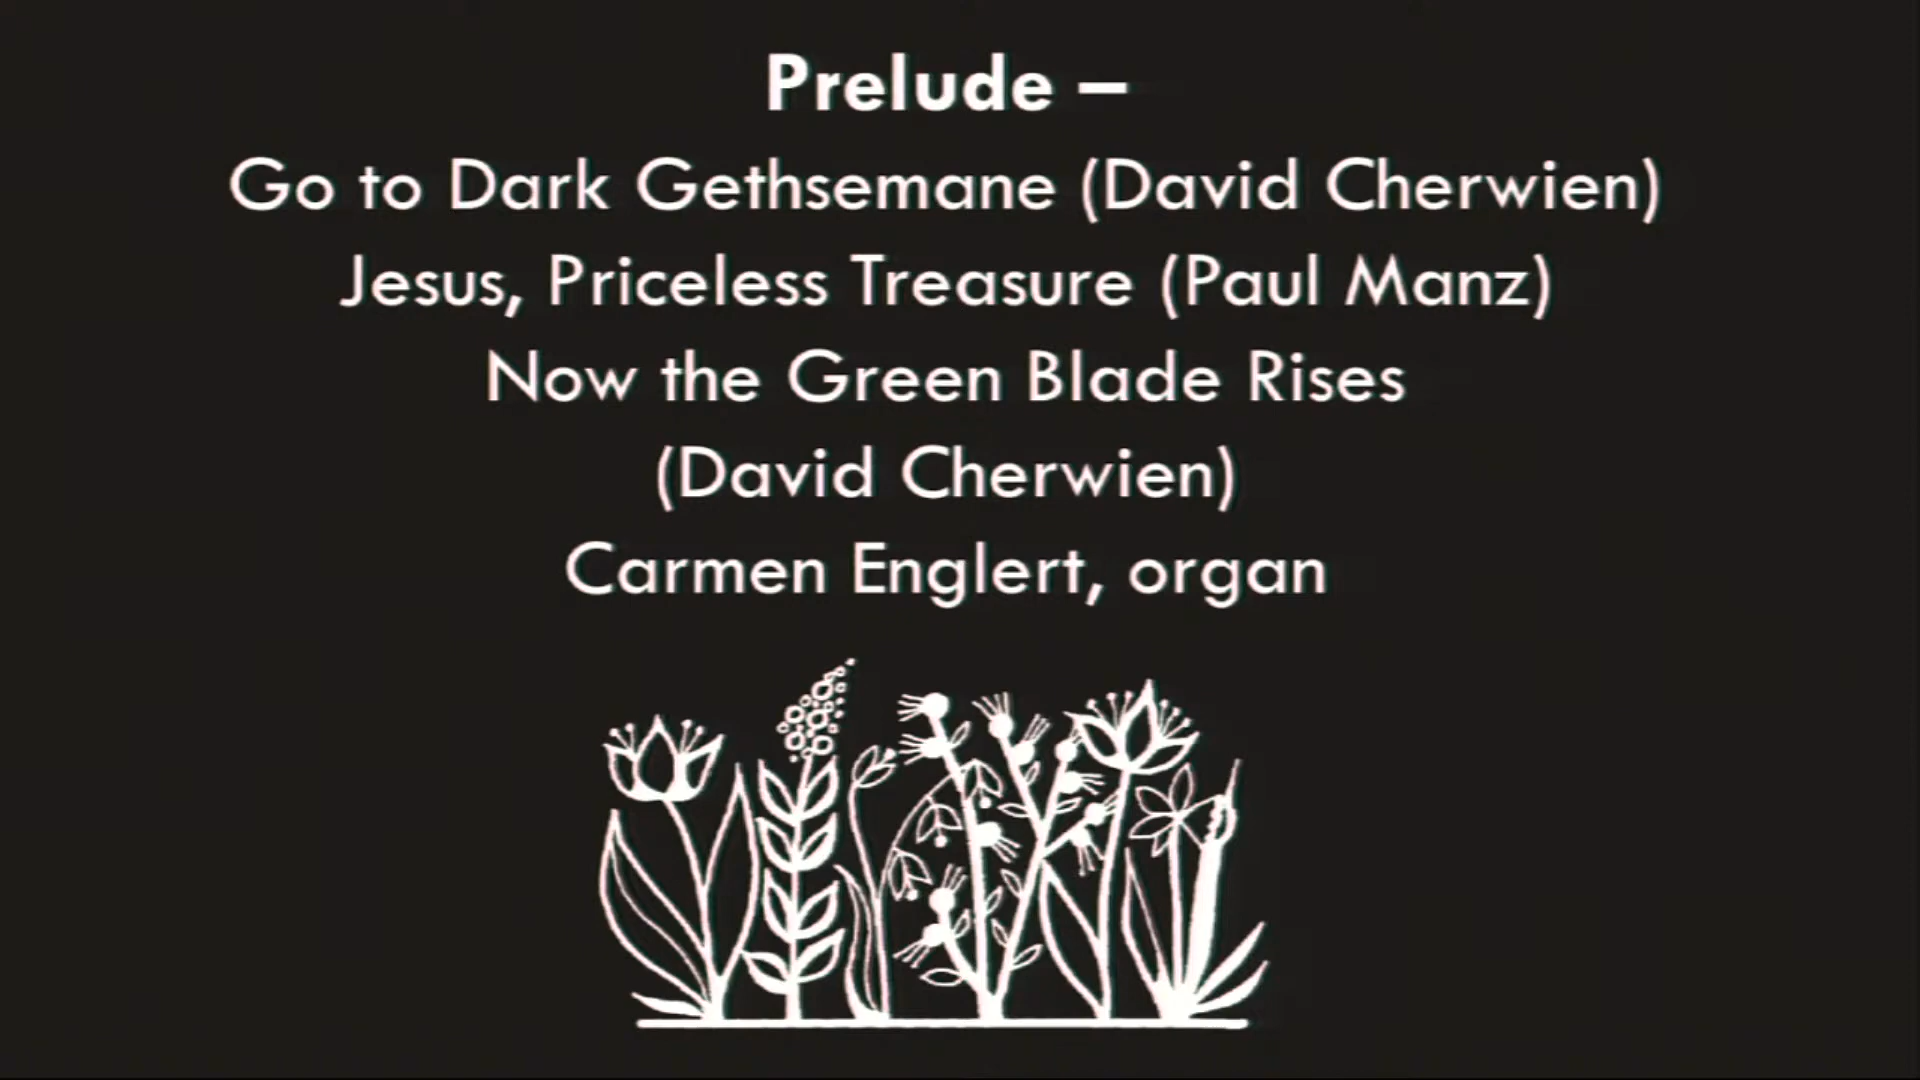 Prelude –
Go to Dark Gethsemane (David Cherwien)
Jesus, Priceless Treasure (Paul Manz)
Now the Green Blade Rises
(David Cherwien)
Carmen Englert, organ